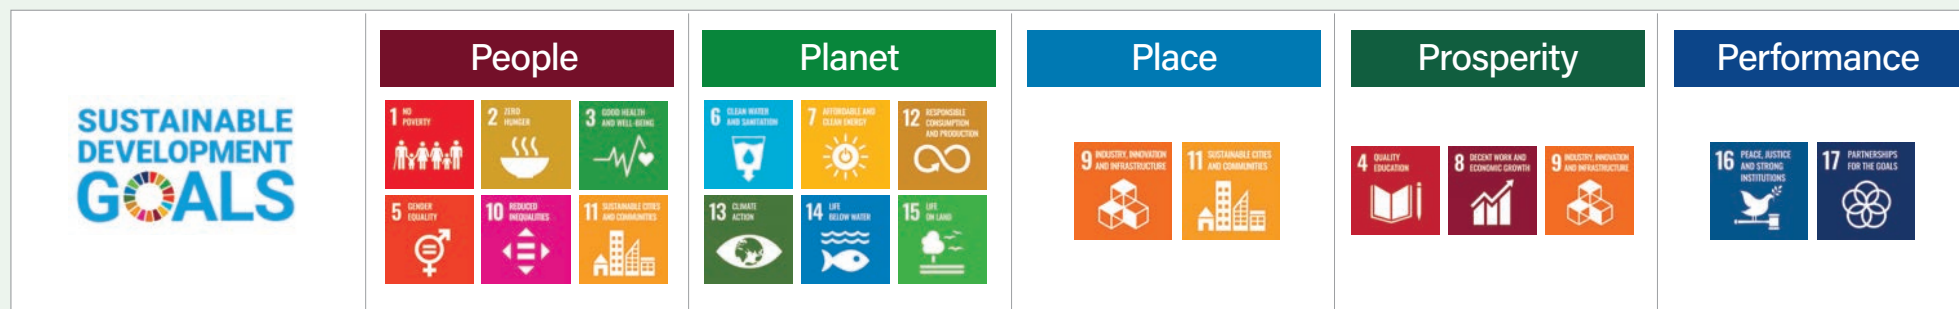 SUSTAINABLE
DEVELOPMENT
GOALS
People
1 NO
POVERTY
2 ZERO
HUNGER
3 GOOD HEALTH
AND WELL-BEING
5 GENDER
EQUALITY
10 REDUCED
INEQUALITIES
11 SUSTAINABLE CITIES
AND COMMUNITIES
Planet
6 CLEAN WATER
AND SANITATION
7 AFFORDABLE AND
CLEAN ENERGY
12 RESPONSIBLE
CONSUMPTION
AND PRODUCTION
13 CLIMATE
ACTION
14 LIFE
BELOW WATER
15 LIFE
ON LAND
Place
9 INDUSTRY, INNOVATION
AND INFRASTRUCTURE
11 SUSTAINABLE CITIES
AND COMMUNITIES
Prosperity
4 QUALITY
EDUCATION
8 DECENT WORK AND
ECONOMIC GROWTH
9 INDUSTRY, INNOVATION
AND INFRASTRUCTURE
Performance
16 PEACE, JUSTICE
AND STRONG
INSTITUTIONS
17 PARTNERSHIPS
FOR THE GOALS